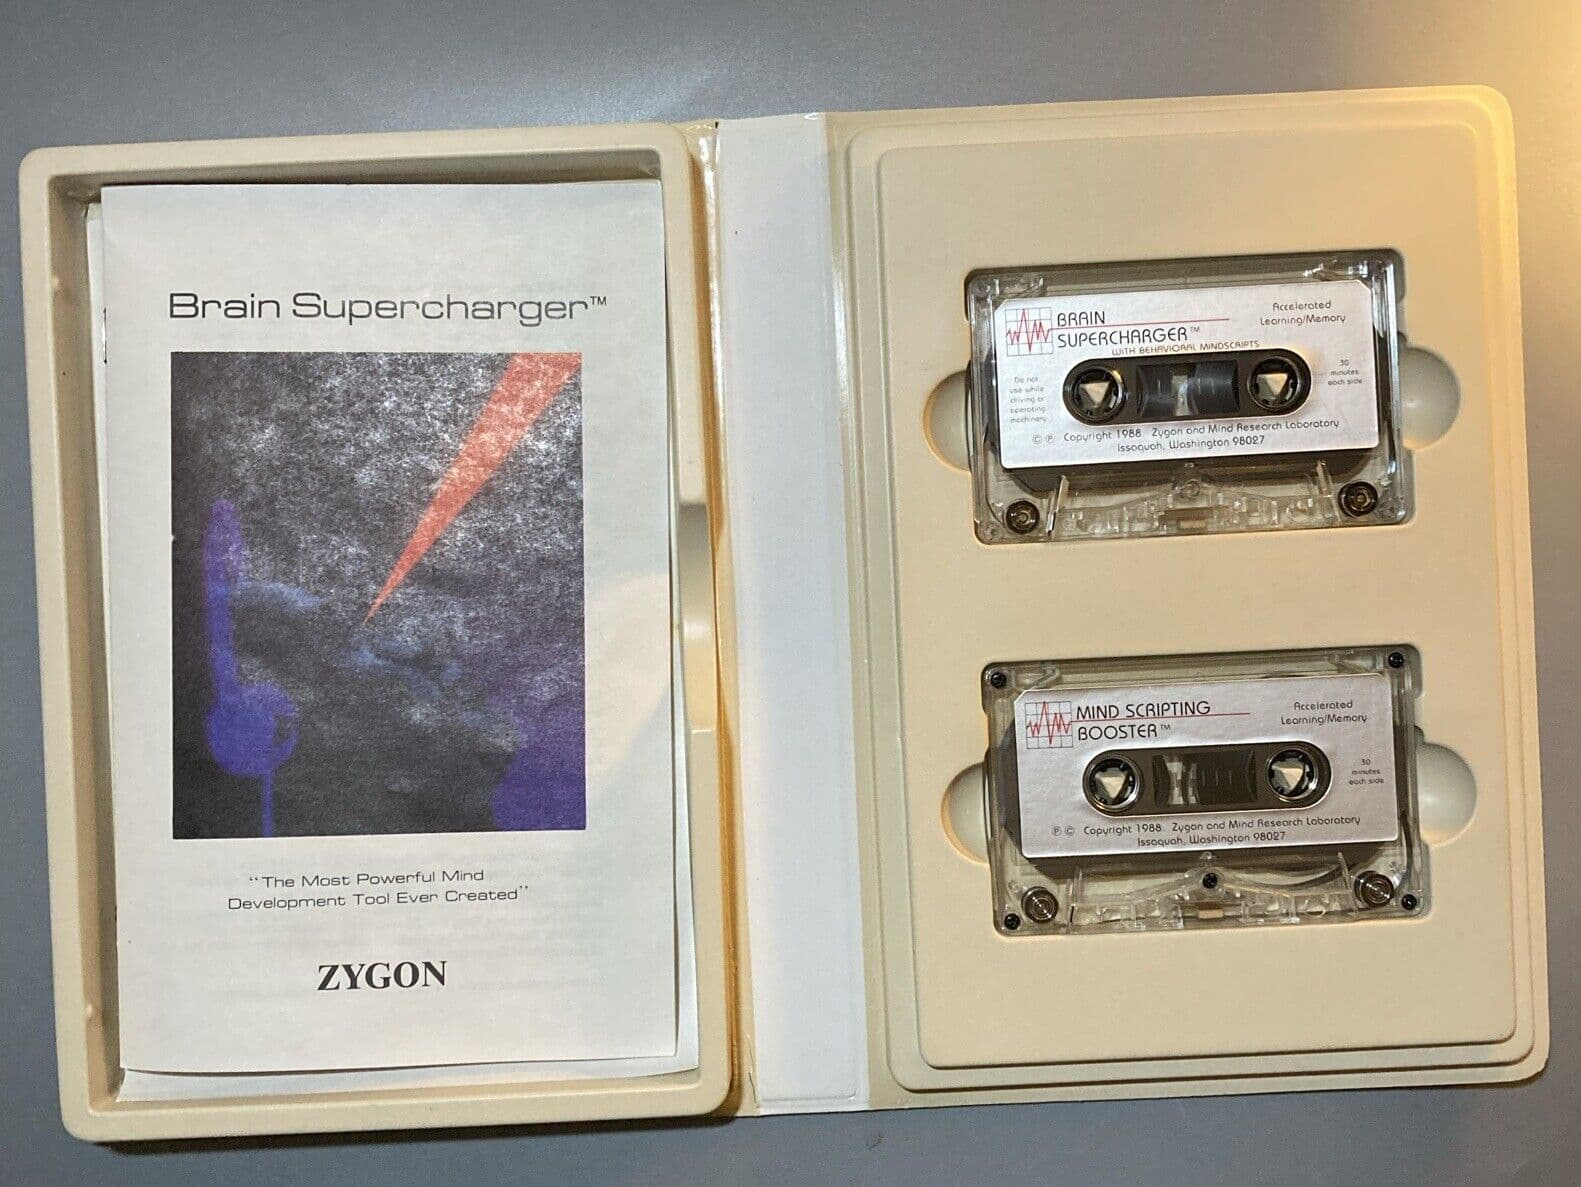 Brain Supercharger™
“The Most Powerful Mind
Development Tool Ever Created”
ZYGON
BRAIN
SUPERCHARGER™
WITH BEHAVIORAL MINDSCRIPTS
Accelerated
Learning/Memory
Do not
use while
driving or
operating
machinery
30
minutes
each side
© ℗ Copyright 1988 Zygon and Mind Research Laboratory
Issaquah, Washington 98027
MIND SCRIPTING
BOOSTER™
Accelerated
Learning/Memory
30
minutes
each side
℗ © Copyright 1988. Zygon and Mind Research Laboratory
Issaquah, Washington 98027